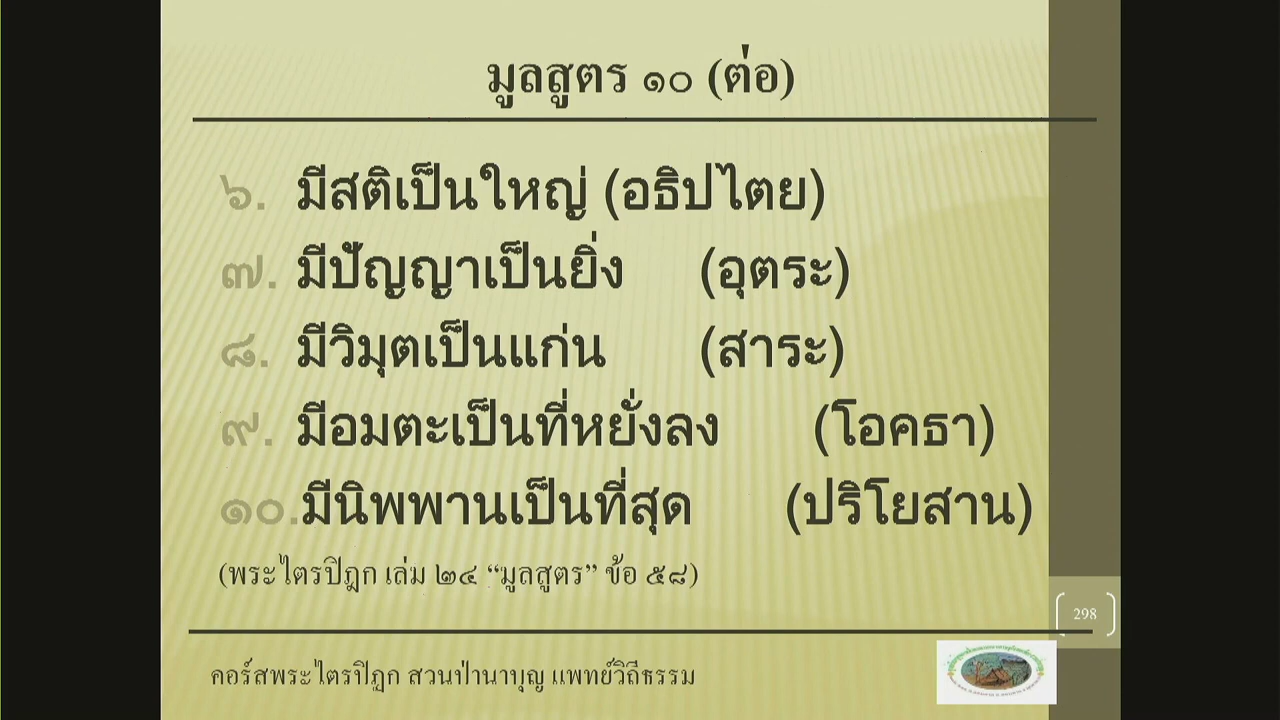 มูลสูตร ๑๐ (ต่อ)
๖. มีสติเป็นใหญ่ (อธิปไตย)
๗. มีปัญญาเป็นยิ่ง (อุตระ)
๘. มีวิมุตเป็นแก่น (สาระ)
๙. มีอมตะเป็นที่หยั่งลง (โอคธา)
๑๐.มีนิพพานเป็นที่สุด (ปริโยสาน)
(พระไตรปิฎก เล่ม ๒๔ “มูลสูตร” ข้อ ๕๘)
298
คอร์สพระไตรปิฎก สวนป่านาบุญ แพทย์วิถีธรรม